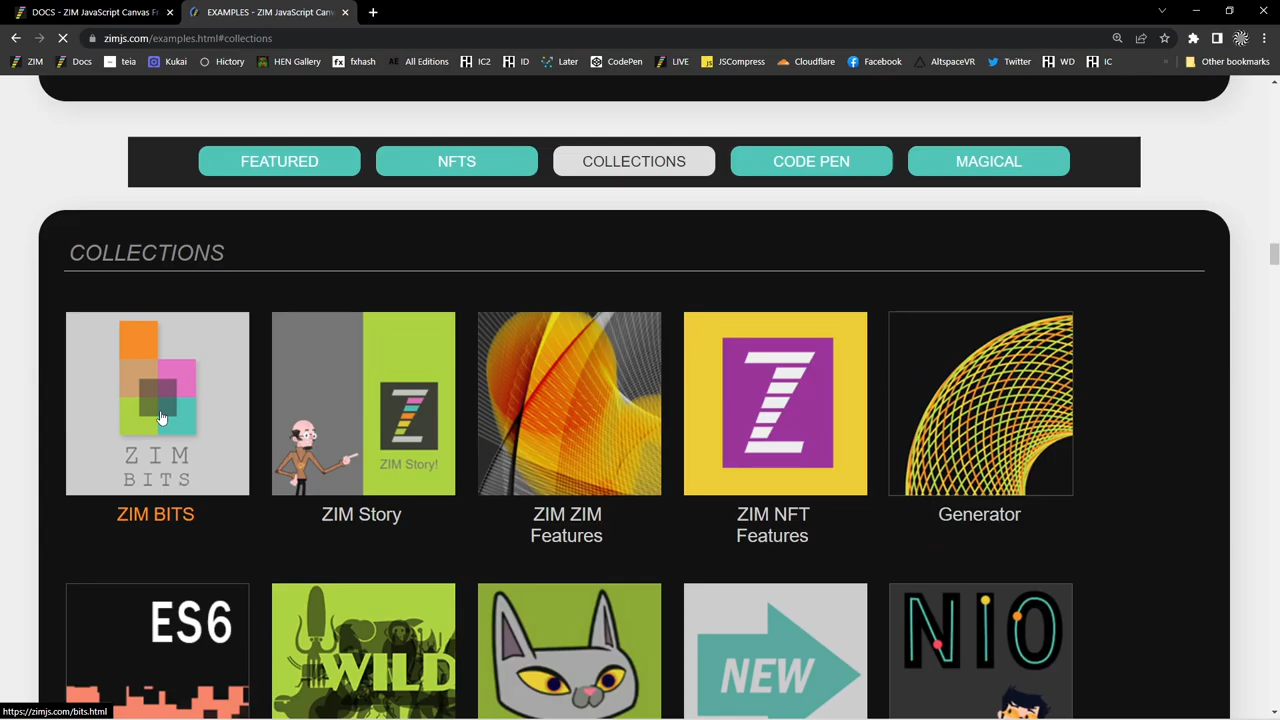 DOCS - ZIM JavaScript Canvas Fr
EXAMPLES - ZIM JavaScript Canv
zimjs.com/examples.html#collections
ZIM
Docs
teia
Kukai
Hictory
HEN Gallery
fxhash
All Editions
IC2
ID
Later
CodePen
LIVE
JSCompress
Cloudflare
Facebook
AltspaceVR
Twitter
WD
IC
»
Other bookmarks
FEATURED
NFTS
COLLECTIONS
CODE PEN
MAGICAL
COLLECTIONS
ZIM
BITS
ZIM Story!
Z
ZIM BITS
ZIM Story
ZIM ZIM
Features
ZIM NFT
Features
Generator
ES6
WILD
NEW
NIO
https://zimjs.com/bits.html